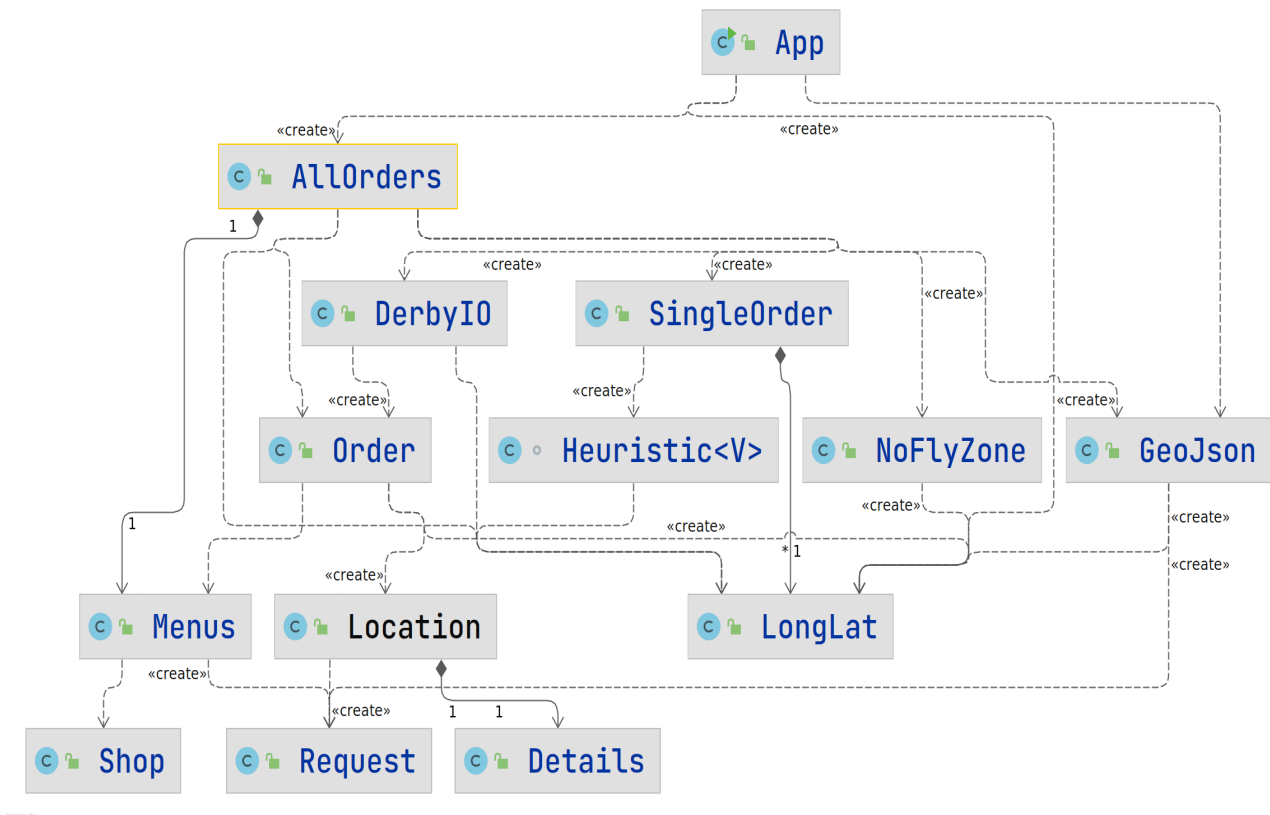 App
«create»
«create»
AllOrders
1
«create»
«create»
«create»
DerbyIO
SingleOrder
«create»
«create»
«create»
Order
Heuristic<V>
NoFlyZone
GeoJson
«create»
«create»
1
«create»
* 1
«create»
«create»
Menus
Location
LongLat
«create»
«create»
1
1
Shop
Request
Details